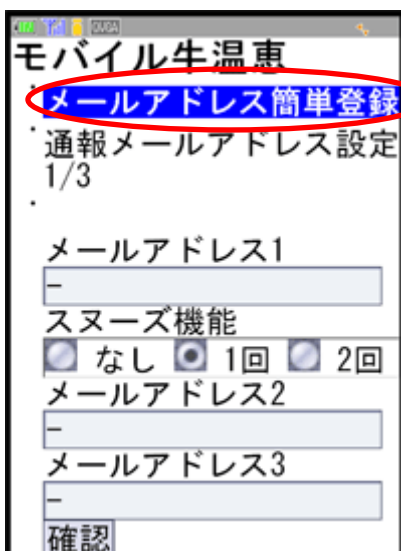 モバイル牛温恵
メールアドレス簡単登録
通報メールアドレス設定
1/3
メールアドレス1
－
スヌーズ機能
なし 1回 2回
メールアドレス2
－
メールアドレス3
－
確認